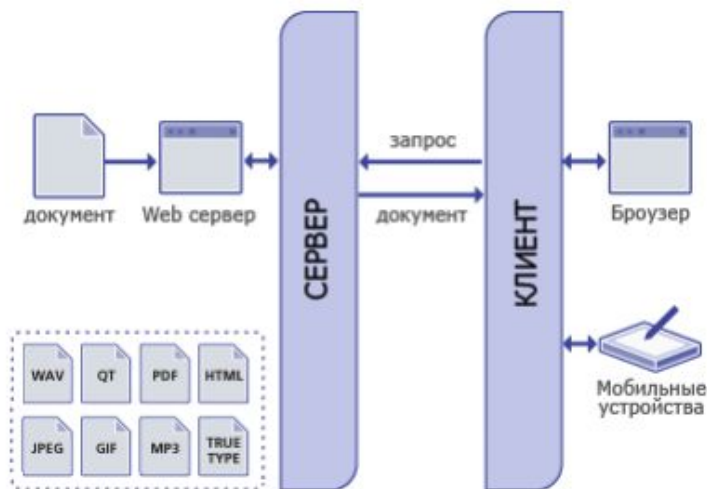 документ
Web сервер
СЕРВЕР
запрос
документ
КЛИЕНТ
Броузер
Мобильные
устройства
WAV
QT
PDF
HTML
JPEG
GIF
MP3
TRUE
TYPE